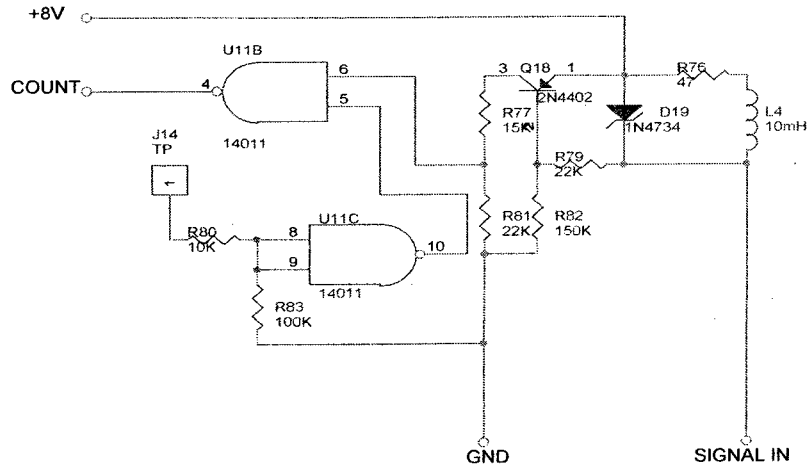 +8V
U11B
COUNT
4
6
5
14011
3
Q18
1
2N4402
2
R76
47
L4
10mH
D19
1N4734
R77
15K
R79
22K
J14
TP
R80
10K
U11C
8
9
10
14011
R81
22K
R82
150K
R83
100K
GND
SIGNAL IN